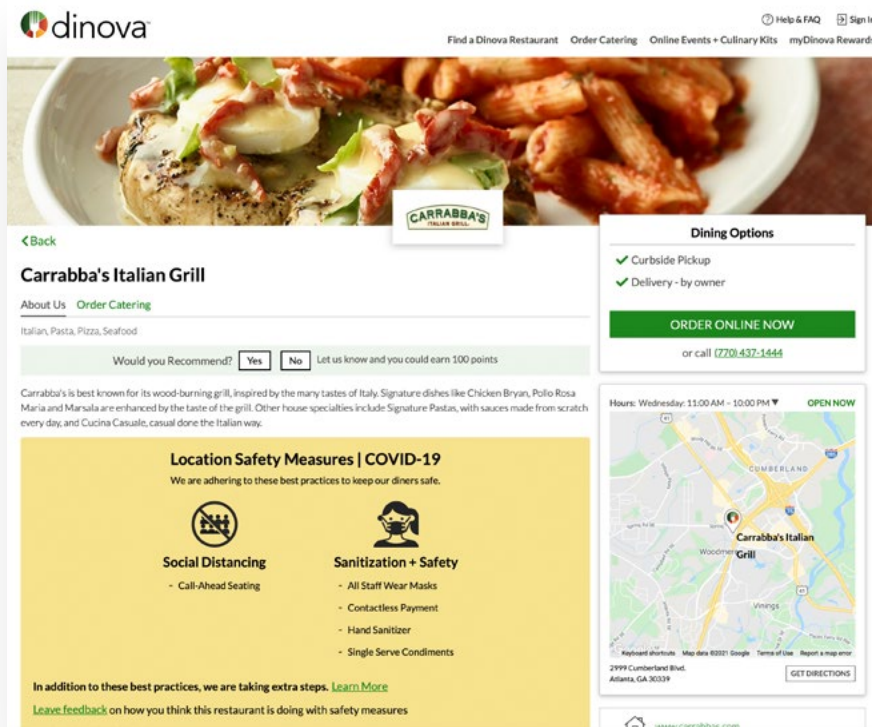 dinova
Help & FAQ Sign In
Find a Dinova Restaurant Order Catering Online Events + Culinary Kits myDinova Rewards
CARRABBA'S
ITALIAN GRILL
Back
Carrabba's Italian Grill
About Us Order Catering
Italian, Pasta, Pizza, Seafood
Would you Recommend? Yes No Let us know and you could earn 100 points
Carrabba's is best known for its wood-burning grill, inspired by the many tastes of Italy. Signature dishes like Chicken Bryan, Pollo Rosa
Maria and Marsala are enhanced by the taste of the grill. Other house specialties include Signature Pastas, with sauces made from scratch
every day, and Cucina Casuale, casual done the Italian way.
Location Safety Measures | COVID-19
We are adhering to these best practices to keep our diners safe.
Social Distancing
- Call-Ahead Seating
Sanitization + Safety
- All Staff Wear Masks
- Contactless Payment
- Hand Sanitizer
- Single Serve Condiments
In addition to these best practices, we are taking extra steps. Learn More
Leave feedback on how you think this restaurant is doing with safety measures
Dining Options
Curbside Pickup
Delivery - by owner
ORDER ONLINE NOW
or call (770) 437-1444
Hours: Wednesday: 11:00 AM – 10:00 PM ▼ OPEN NOW
CUMBERLAND
Carrabba's Italian
Grill
Vinings
Keyboard shortcuts Map data ©2021 Google Terms of Use Report a map error
2999 Cumberland Blvd.
Atlanta, GA 30339
GET DIRECTIONS
www.carrabbas.com